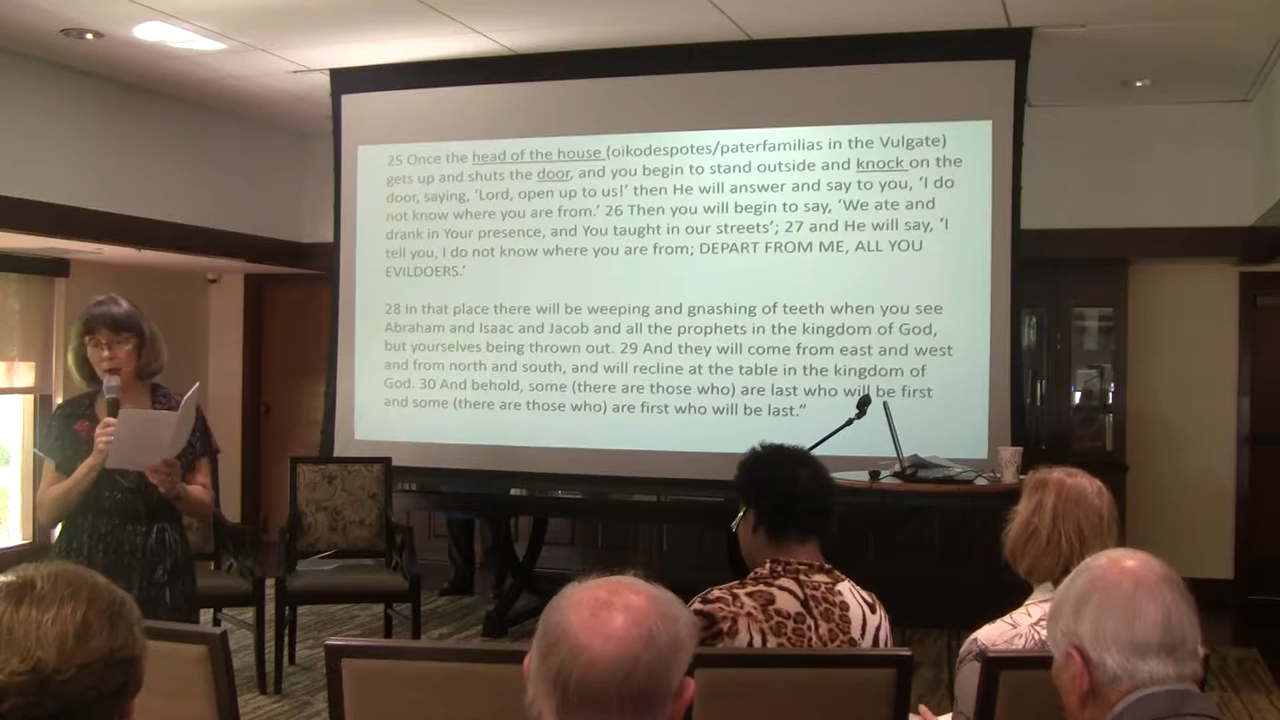 25 Once the head of the house (oikodespotes/paterfamilias in the Vulgate)
gets up and shuts the door, and you begin to stand outside and knock on the
door, saying, ‘Lord, open up to us!’ then He will answer and say to you, ‘I do
not know where you are from.’ 26 Then you will begin to say, ‘We ate and
drank in Your presence, and You taught in our streets’; 27 and He will say, ‘I
tell you, I do not know where you are from; DEPART FROM ME, ALL YOU
EVILDOERS.’
28 In that place there will be weeping and gnashing of teeth when you see
Abraham and Isaac and Jacob and all the prophets in the kingdom of God,
but yourselves being thrown out. 29 And they will come from east and west
and from north and south, and will recline at the table in the kingdom of
God. 30 And behold, some (there are those who) are last who will be first
and some (there are those who) are first who will be last.”